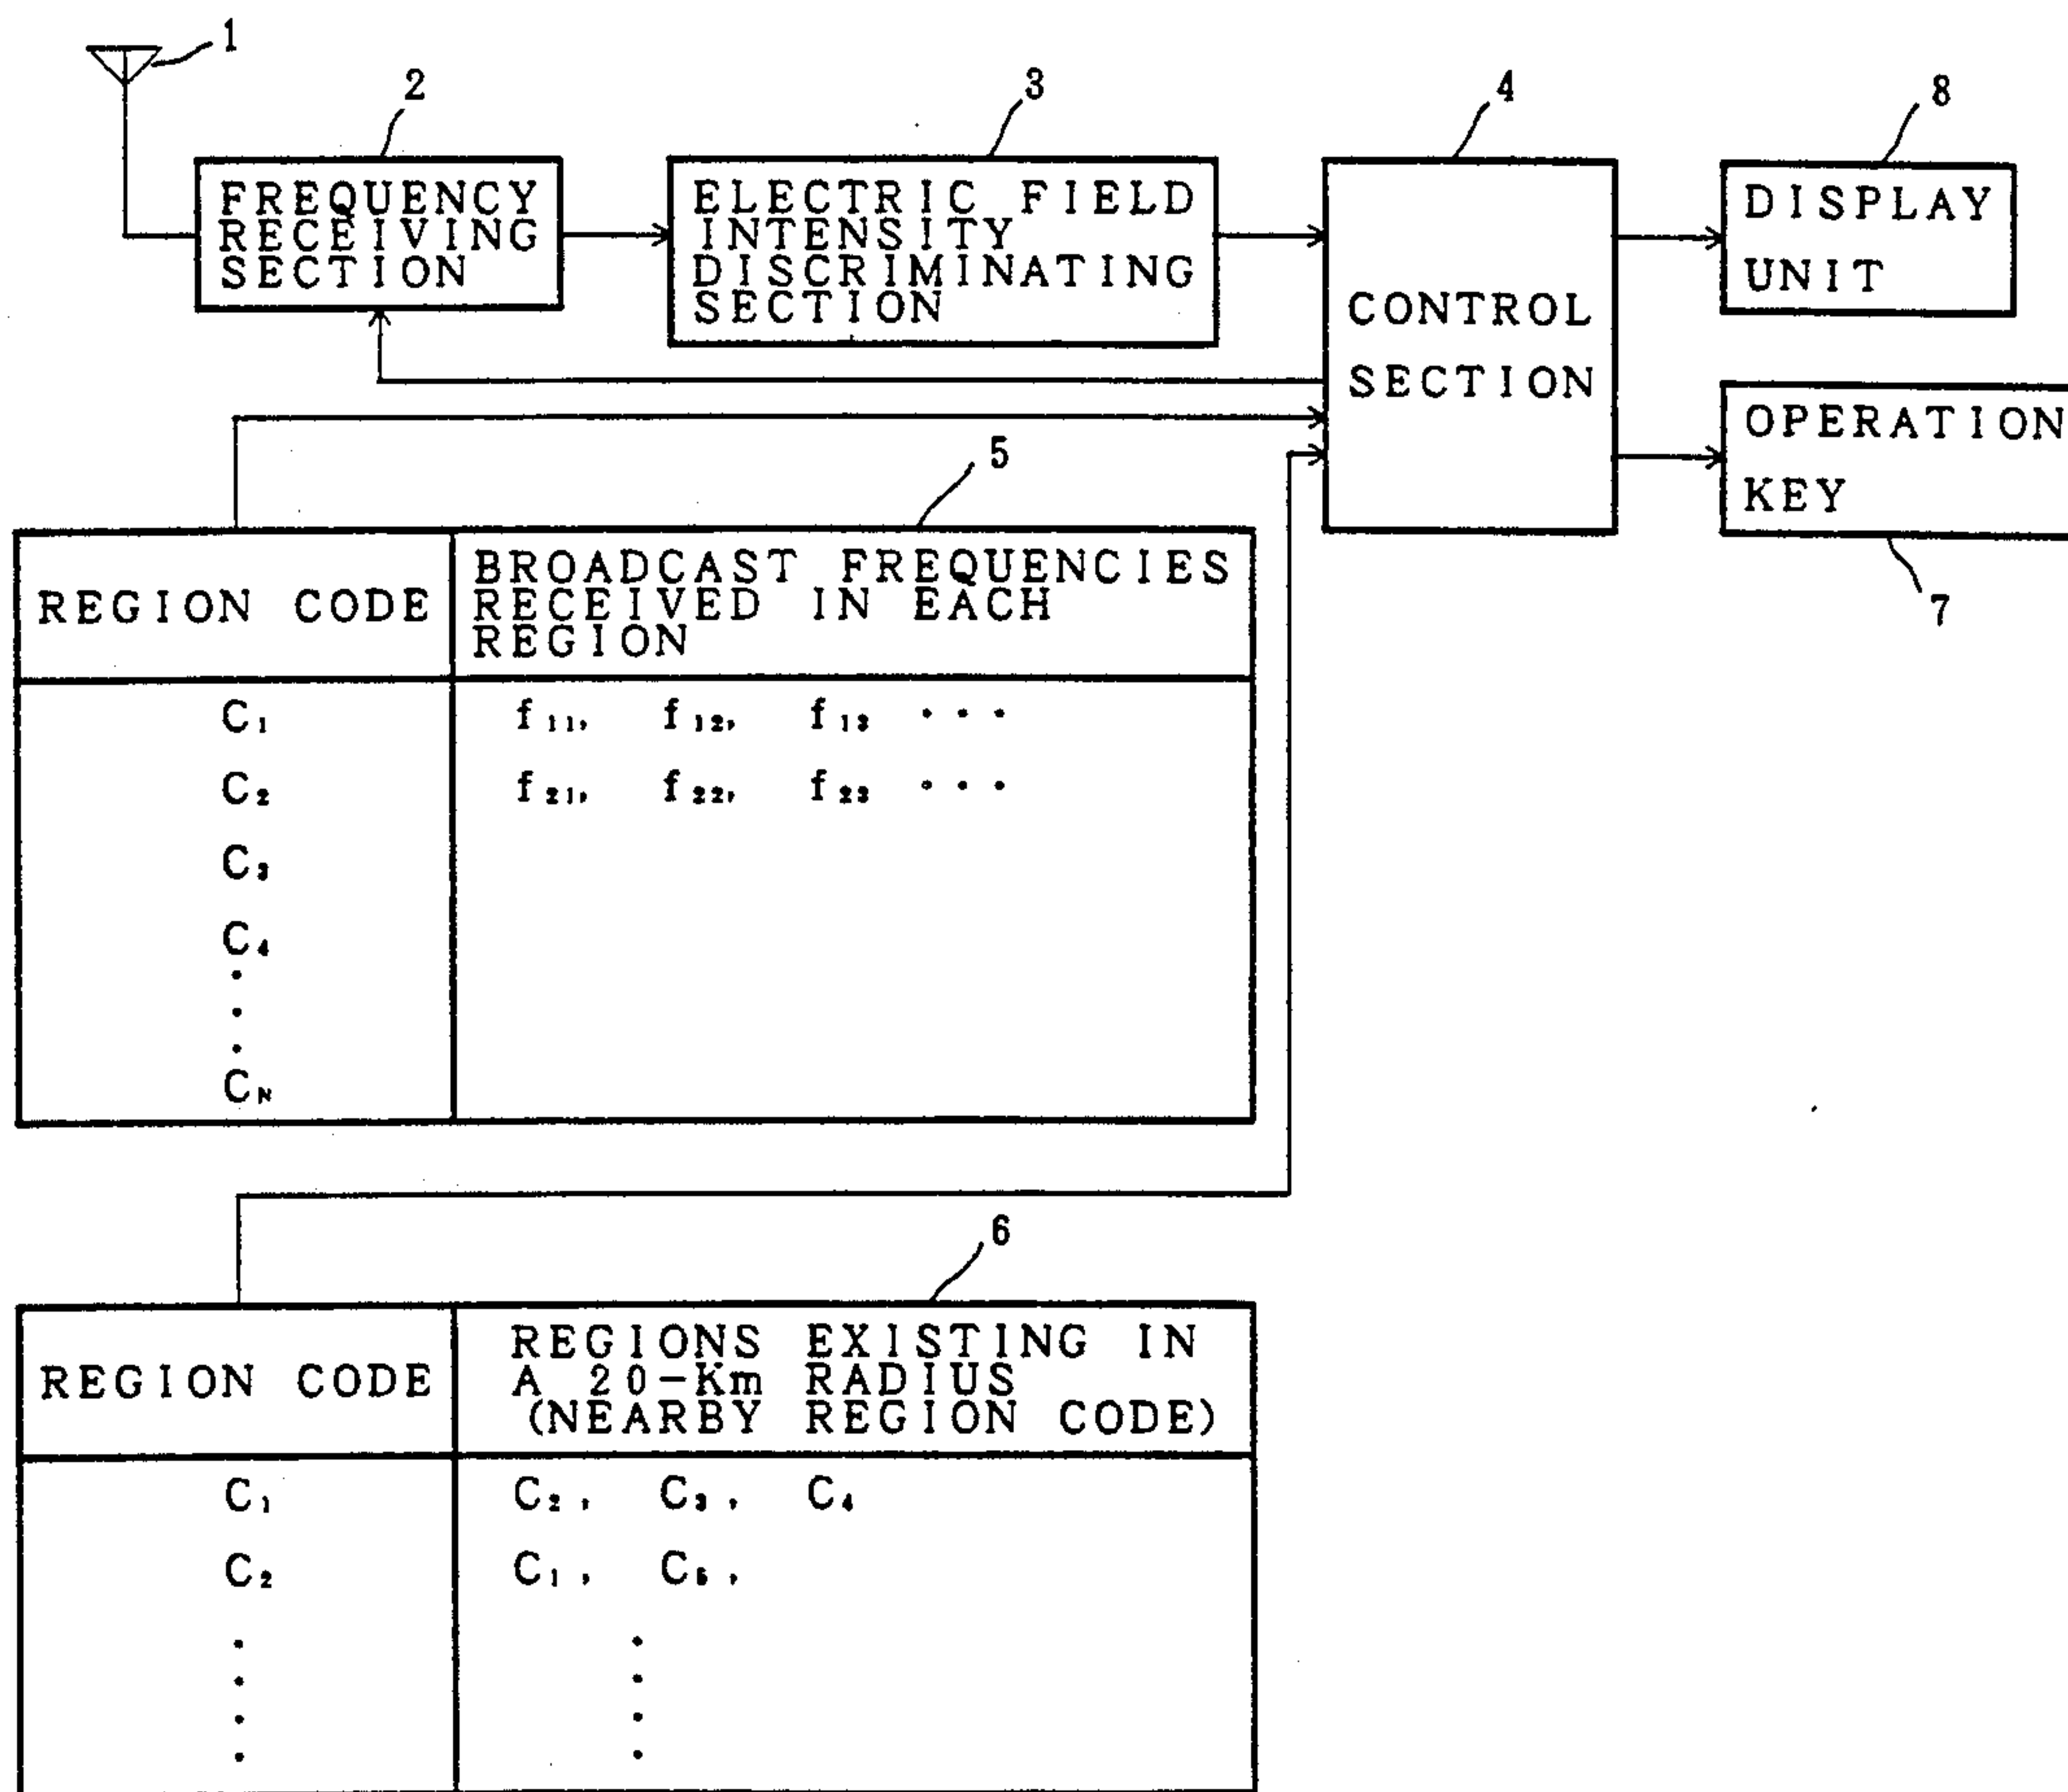 1
2
3
4
8
FREQUENCY
RECEIVING
SECTION
ELECTRIC FIELD
INTENSITY
DISCRIMINATING
SECTION
CONTROL
SECTION
DISPLAY
UNIT
OPERATION
KEY
7
5
REGION CODE
BROADCAST FREQUENCIES
RECEIVED IN EACH
REGION
C₁ f₁₁, f₁₂, f₁₃ ・・・
C₂ f₂₁, f₂₂, f₂₃ ・・・
C₃
C₄
C_N
6
REGION CODE
REGIONS EXISTING IN
A 20-Km RADIUS
(NEARBY REGION CODE)
C₁ C₂, C₃, C₄
C₂ C₁, C₅,